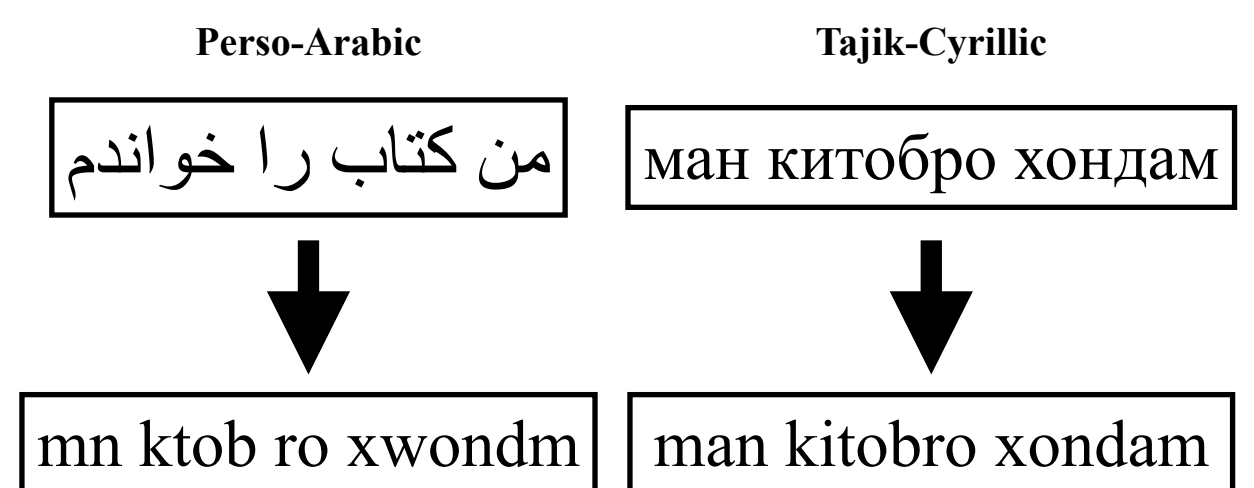 Perso-Arabic
Tajik-Cyrillic
من کتاب را خواندم
ман китобро хондам
mn ktob ro xwondm
man kitobro xondam